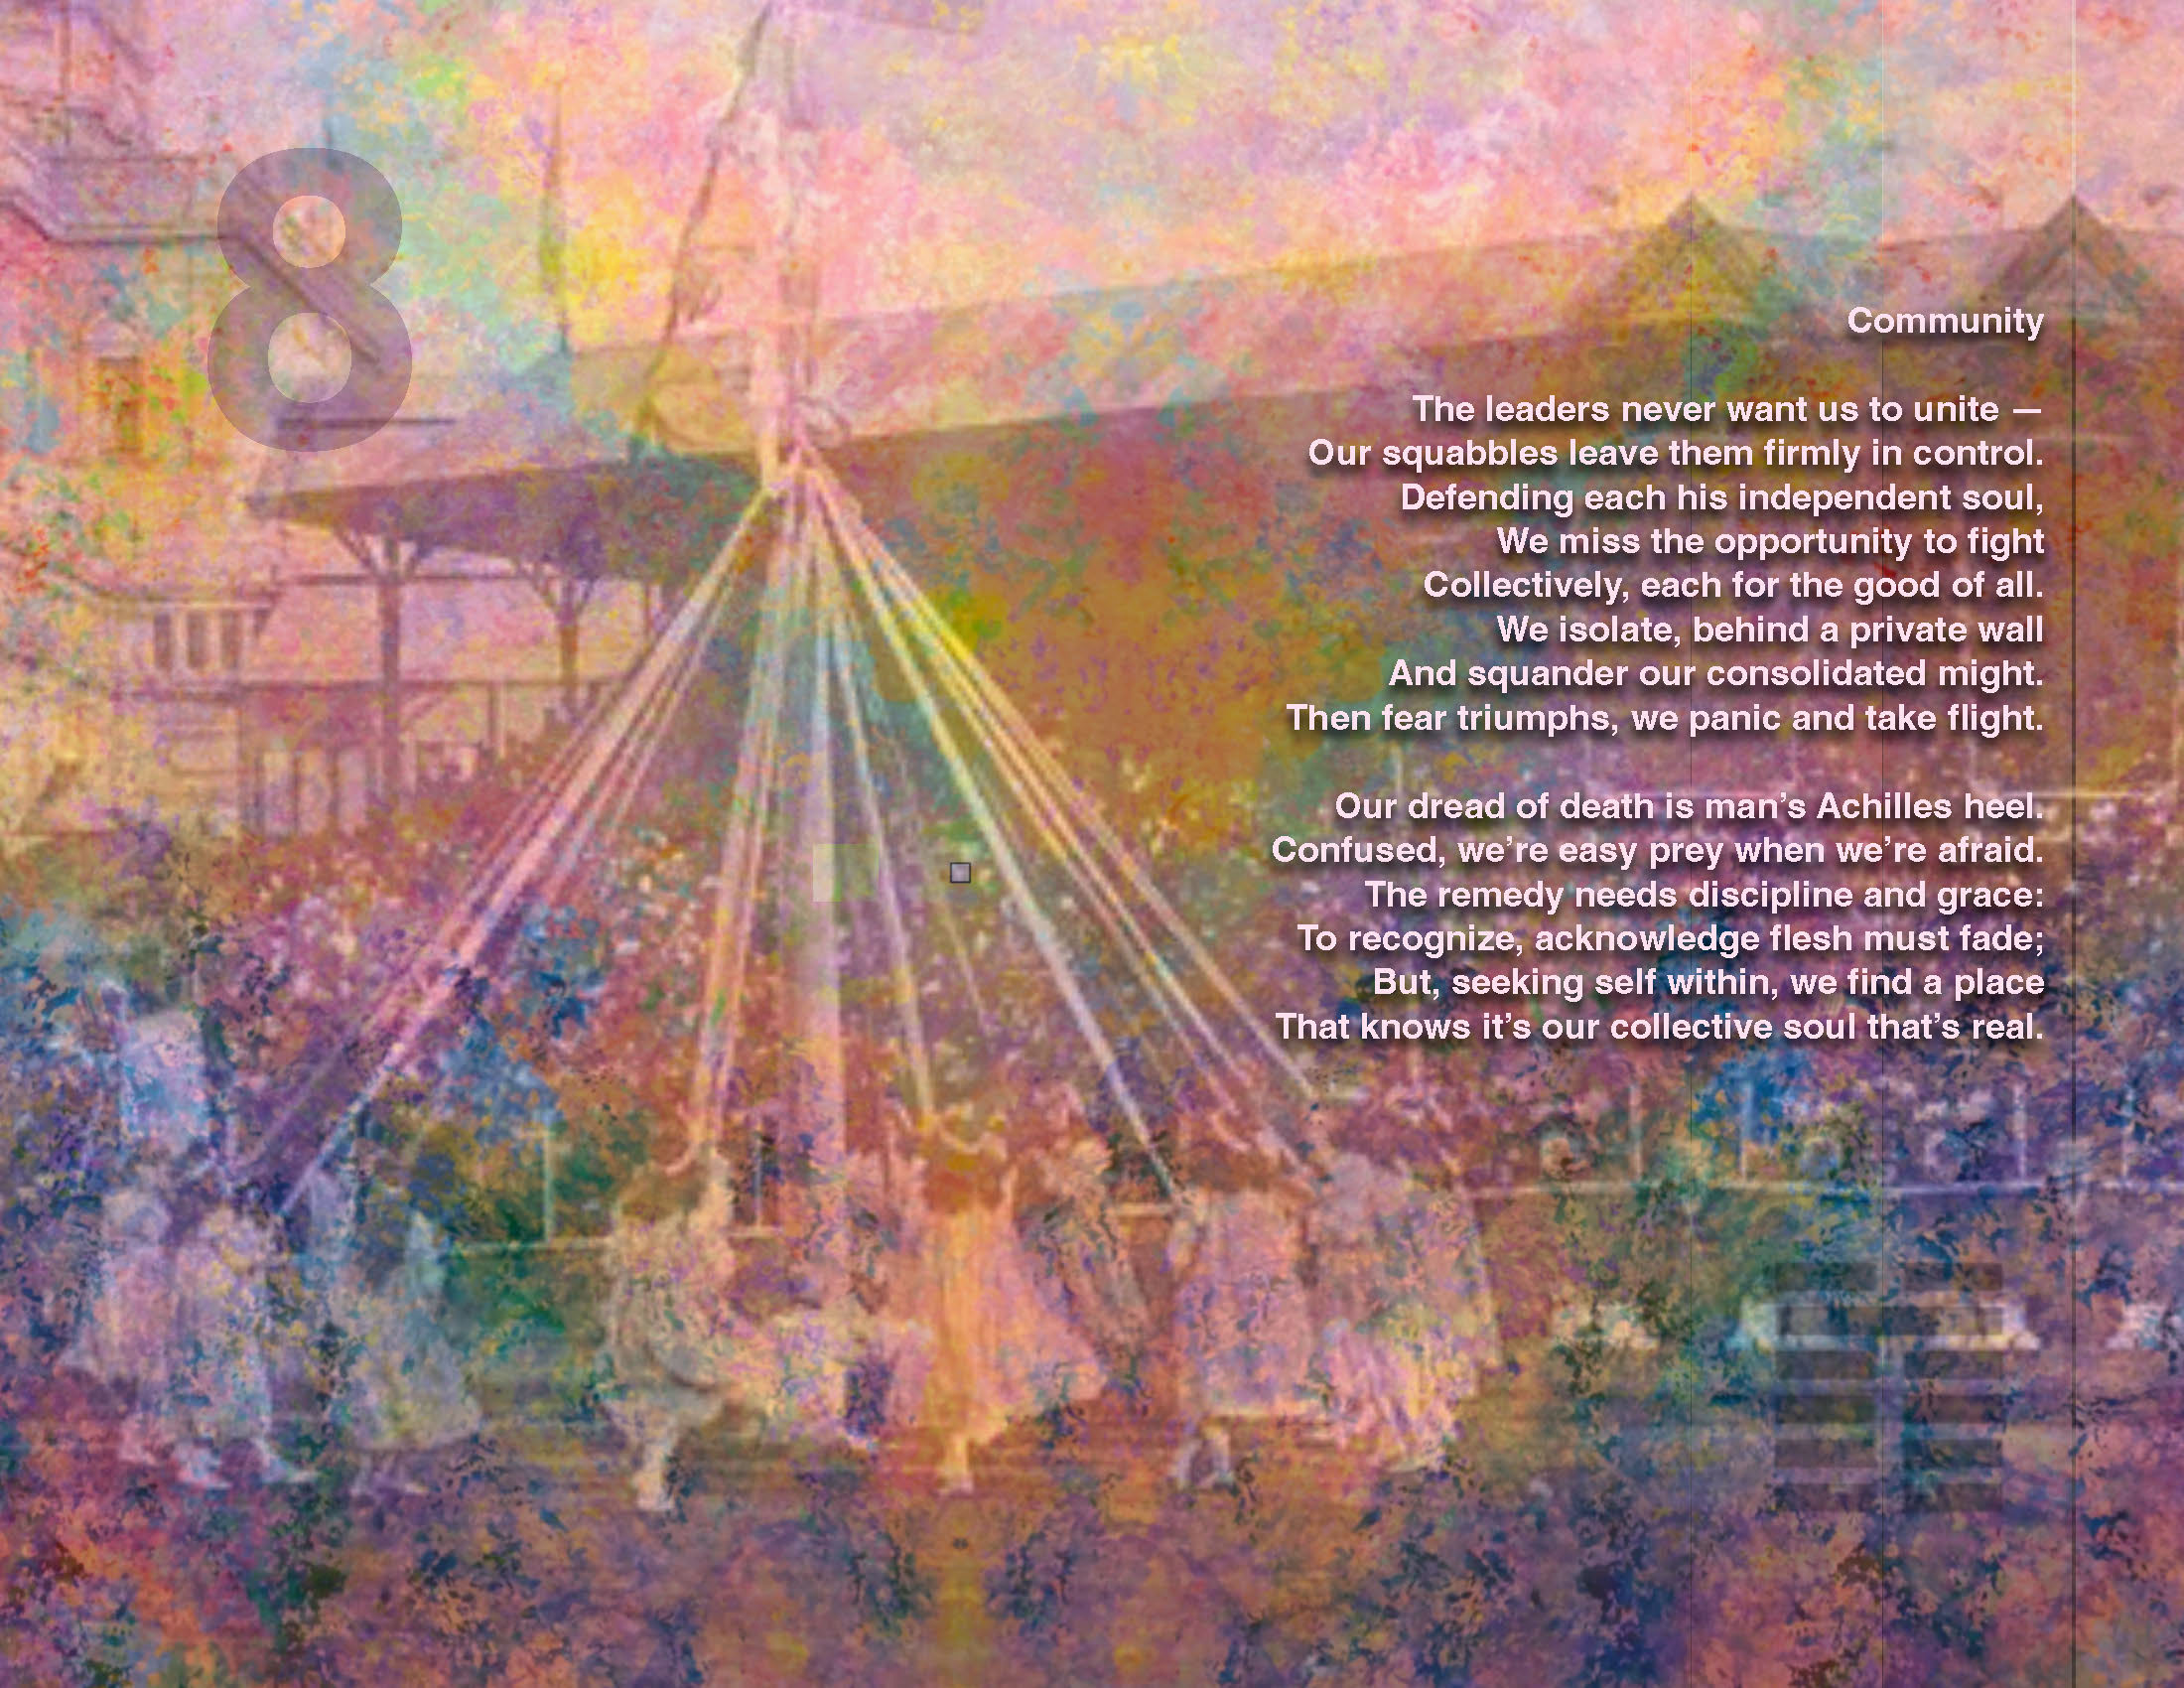 8
Community
The leaders never want us to unite —
Our squabbles leave them firmly in control.
Defending each his independent soul,
We miss the opportunity to fight
Collectively, each for the good of all.
We isolate, behind a private wall
And squander our consolidated might.
Then fear triumphs, we panic and take flight.
Our dread of death is man’s Achilles heel.
Confused, we’re easy prey when we’re afraid.
The remedy needs discipline and grace:
To recognize, acknowledge flesh must fade;
But, seeking self within, we find a place
That knows it’s our collective soul that’s real.